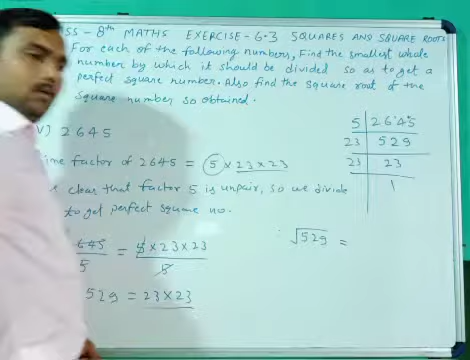 SS - 8th MATHS EXERCISE - 6.3 SQUARES AND SQUARE ROOTS
For each of the following numbers, Find the smallest whole
number by which it should be divided so as to get a
perfect square number. Also find the square root of the
square number so obtained.
V) 2645
5 2645
23 529
23 23
1
me factor of 2645 = 5 × 23 × 23
clear that factor 5 is unpair, so we divide
to get perfect square no.
645 / 5 = 5 × 23 × 23 / 5
529 = 23 × 23
∴ √529 =